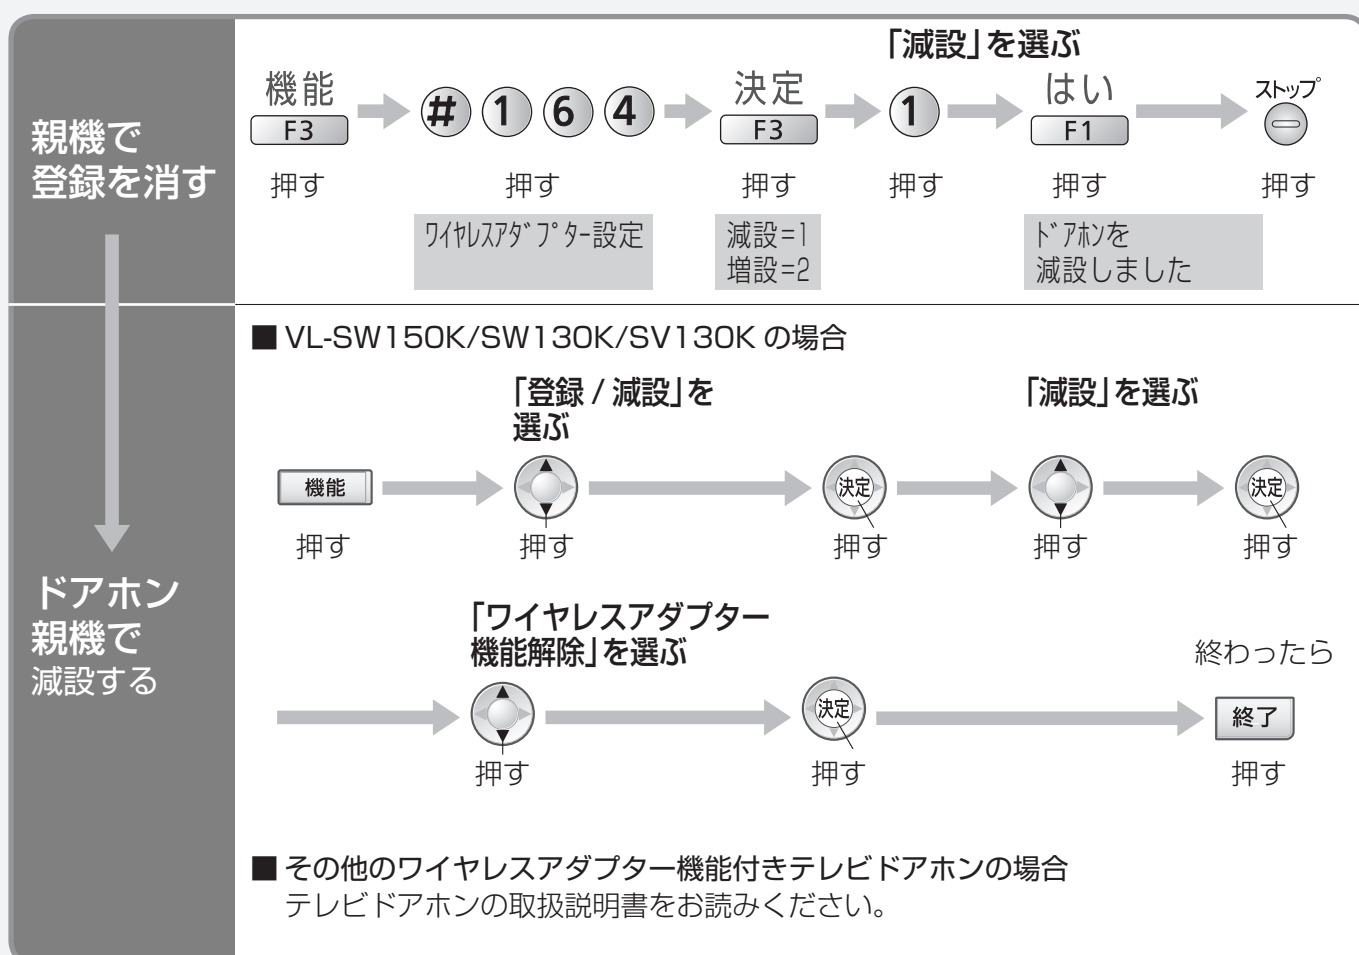 親機で
登録を消す
「減設」を選ぶ
機能
F3
# 1 6 4
決定
F3
1
はい
F1
ストップ
押す
押す
押す
押す
押す
押す
ﾜｲﾔﾚｽｱﾀﾞﾌﾟﾀｰ設定
減設=1
増設=2
ﾄﾞｱﾎﾝを
減設しました
ドアホン
親機で
減設する
■ VL-SW150K/SW130K/SV130K の場合
「登録 / 減設」を
選ぶ
「減設」を選ぶ
機能
決定
決定
押す
押す
押す
押す
押す
「ワイヤレスアダプター
機能解除」を選ぶ
終わったら
決定
終了
押す
押す
押す
■ その他のワイヤレスアダプター機能付きテレビドアホンの場合
テレビドアホンの取扱説明書をお読みください。